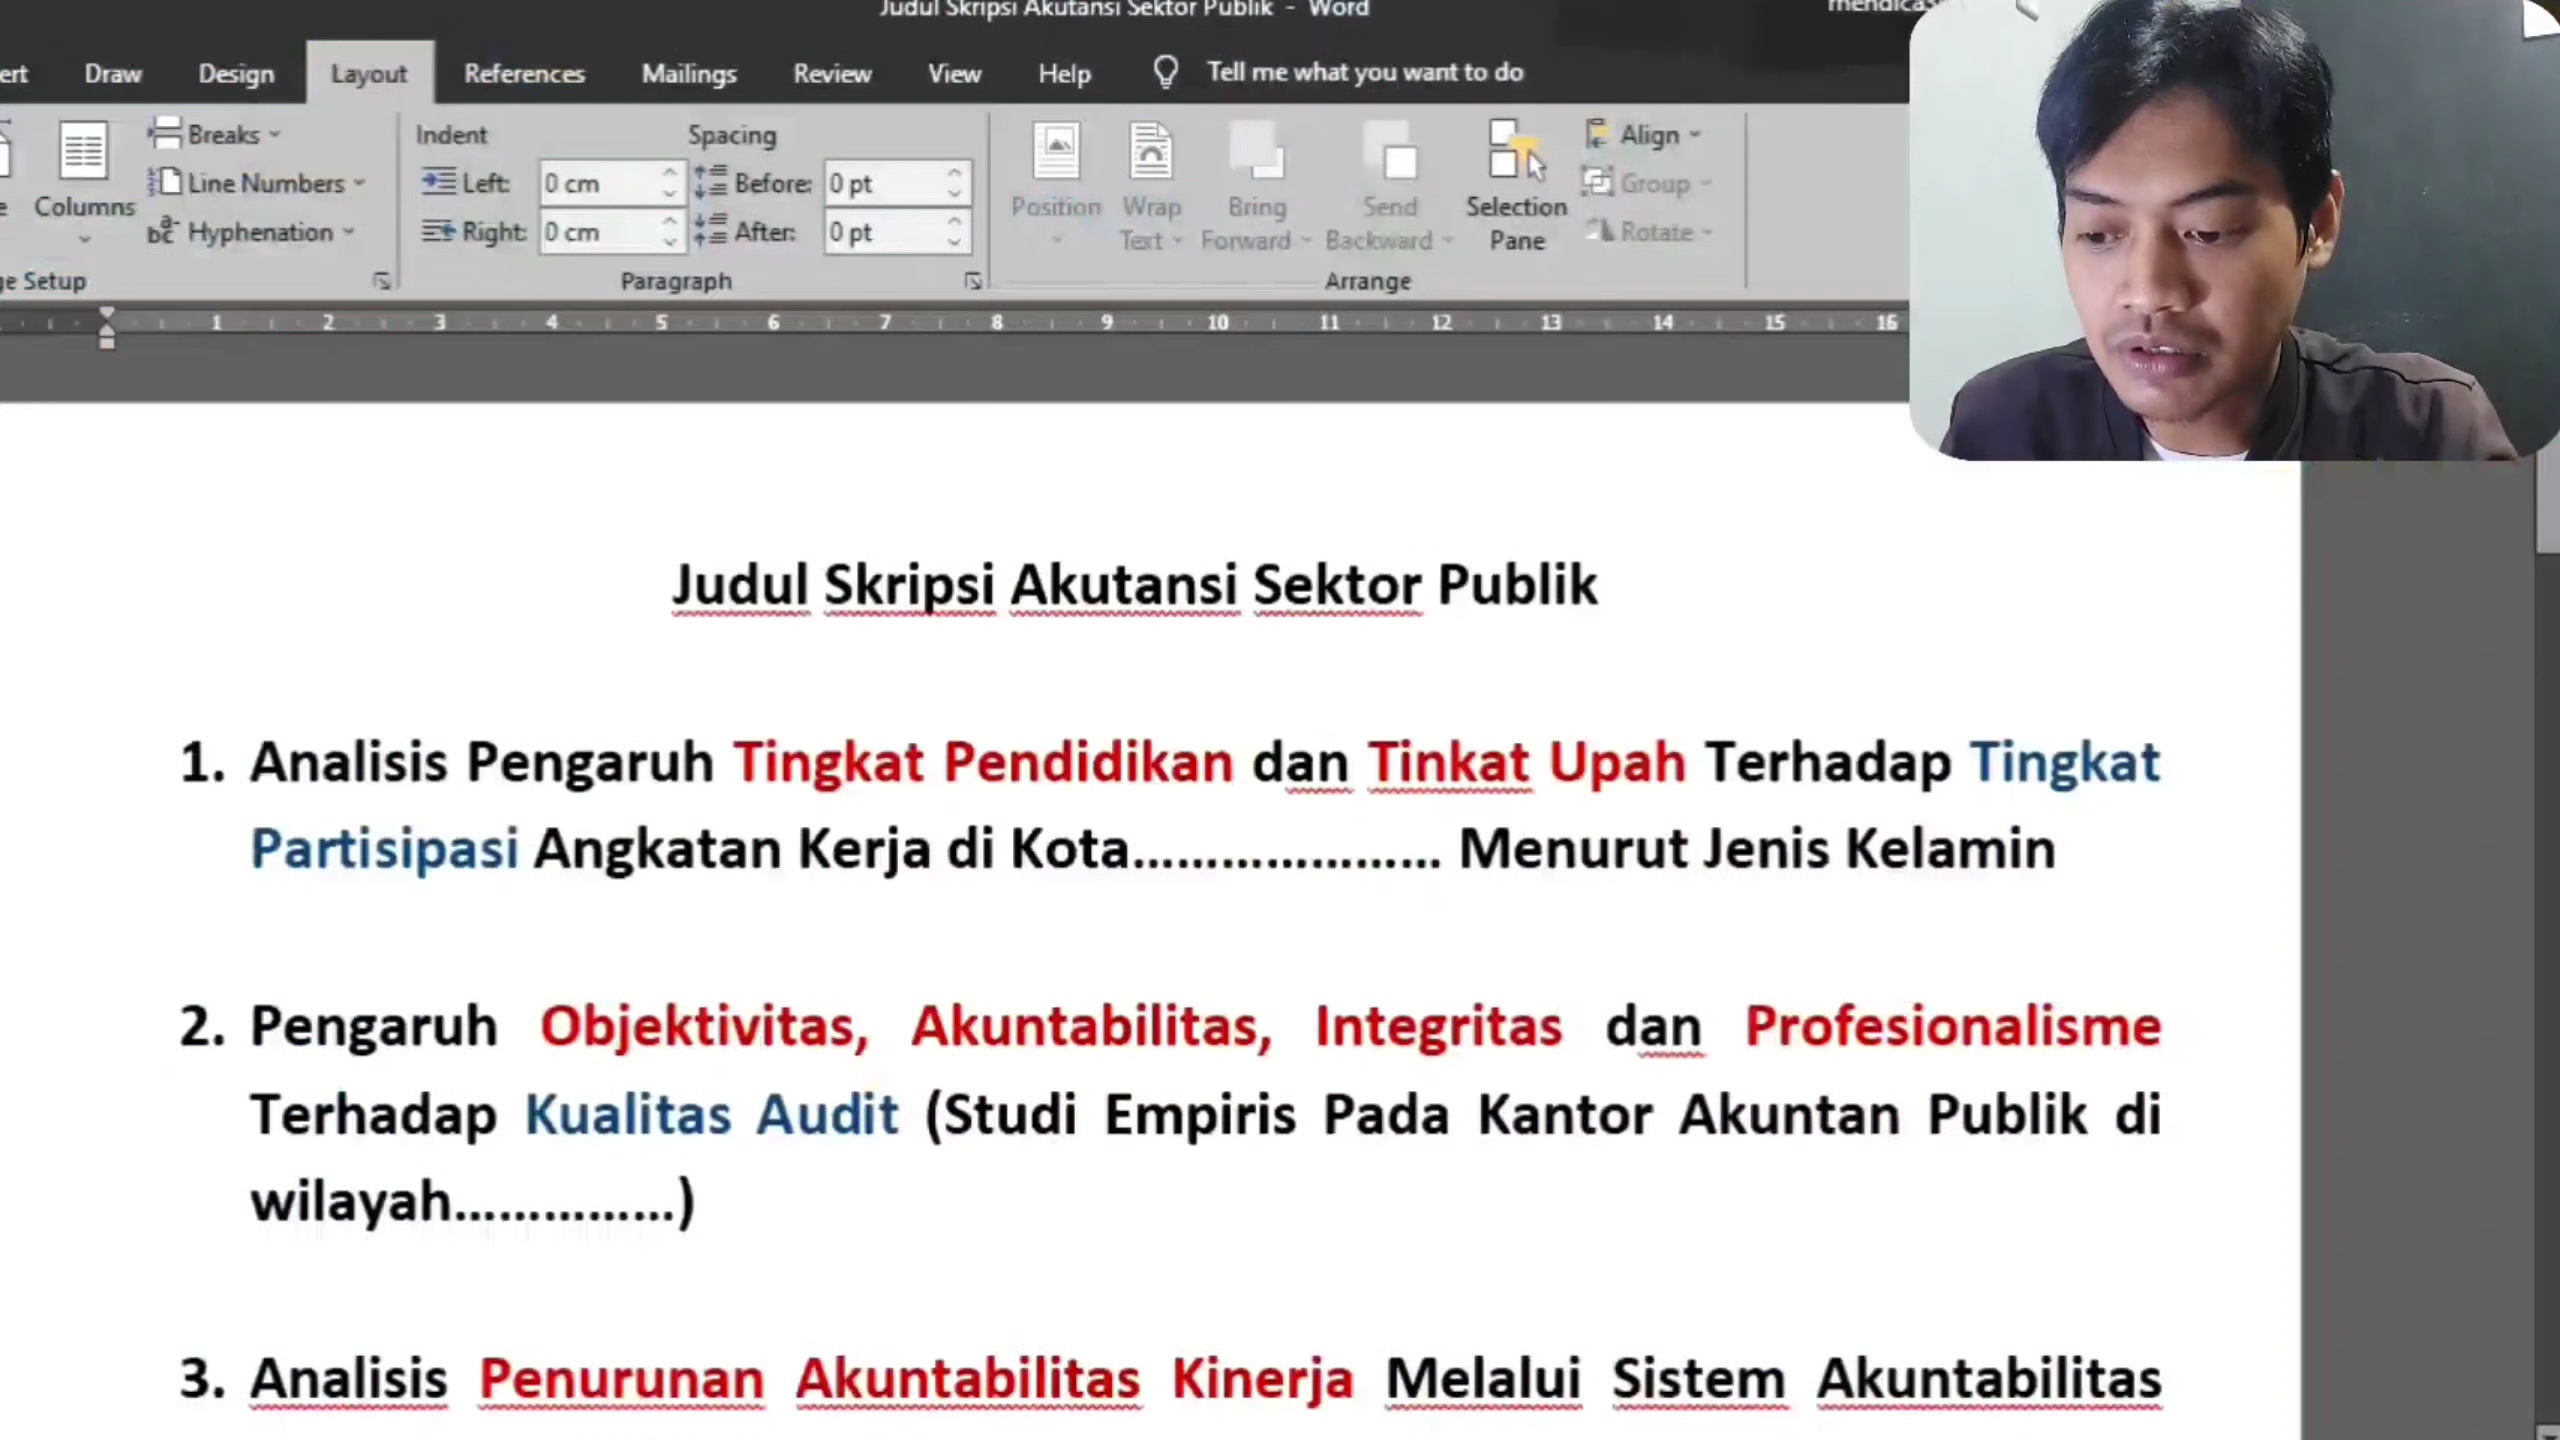 Judul Skripsi Akutansi Sektor Publik - Word
ert Draw Design Layout References Mailings Review View Help Tell me what you want to do
Breaks Indent Spacing Align
Line Numbers Left: 0 cm Before: 0 pt Group
Columns Hyphenation Right: 0 cm After: 0 pt Position Wrap Text Bring Forward Send Backward Selection Pane Rotate
ge Setup Paragraph Arrange
1 2 3 4 5 6 7 8 9 10 11 12 13 14 15 16
Judul Skripsi Akutansi Sektor Publik
1. Analisis Pengaruh Tingkat Pendidikan dan Tinkat Upah Terhadap Tingkat
Partisipasi Angkatan Kerja di Kota..................... Menurut Jenis Kelamin
2. Pengaruh Objektivitas, Akuntabilitas, Integritas dan Profesionalisme
Terhadap Kualitas Audit (Studi Empiris Pada Kantor Akuntan Publik di
wilayah...............)
3. Analisis Penurunan Akuntabilitas Kinerja Melalui Sistem Akuntabilitas